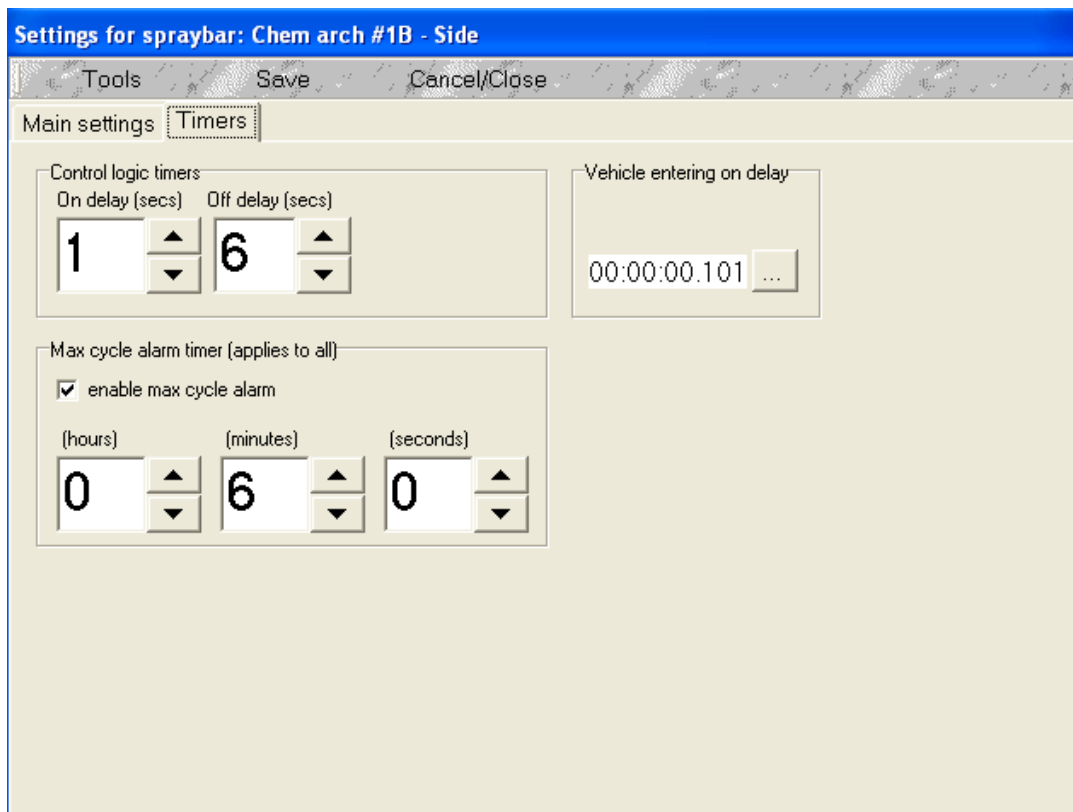 Settings for spraybar: Chem arch #1B - Side
Tools Save Cancel/Close
Main settings Timers
Control logic timers
On delay (secs) Off delay (secs)
1 6
Vehicle entering on delay
00:00:00.101 ...
Max cycle alarm timer (applies to all)
enable max cycle alarm
(hours) (minutes) (seconds)
0 6 0